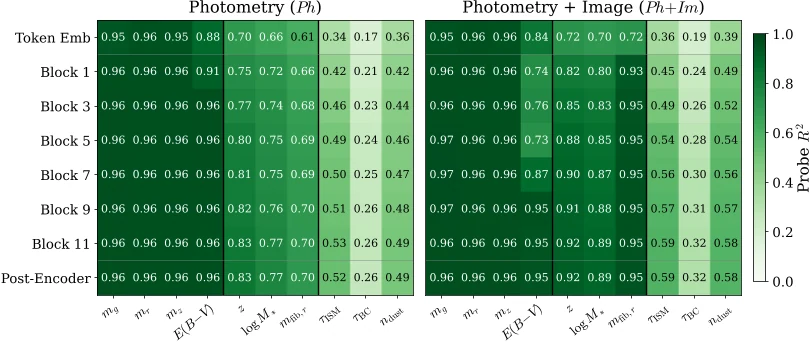 Photometry (Ph) Photometry + Image (Ph+Im)
Token Emb 0.95 0.96 0.95 0.88 0.70 0.66 0.61 0.34 0.17 0.36 0.95 0.96 0.96 0.84 0.72 0.70 0.72 0.36 0.19 0.39 1.0
Block 1 0.96 0.96 0.96 0.91 0.75 0.72 0.66 0.42 0.21 0.42 0.96 0.96 0.96 0.74 0.82 0.80 0.93 0.45 0.24 0.49 0.8
Block 3 0.96 0.96 0.96 0.96 0.77 0.74 0.68 0.46 0.23 0.44 0.96 0.96 0.96 0.76 0.85 0.83 0.95 0.49 0.26 0.52 0.6
Block 5 0.96 0.96 0.96 0.96 0.80 0.75 0.69 0.49 0.24 0.46 0.97 0.96 0.96 0.73 0.88 0.85 0.95 0.54 0.28 0.54 Probe R²
Block 7 0.96 0.96 0.96 0.96 0.81 0.75 0.69 0.50 0.25 0.47 0.97 0.96 0.96 0.87 0.90 0.87 0.95 0.56 0.30 0.56 0.4
Block 9 0.96 0.96 0.96 0.96 0.82 0.76 0.70 0.51 0.26 0.48 0.97 0.96 0.96 0.95 0.91 0.88 0.95 0.57 0.31 0.57 0.2
Block 11 0.96 0.96 0.96 0.96 0.83 0.77 0.70 0.53 0.26 0.49 0.96 0.96 0.96 0.95 0.92 0.89 0.95 0.59 0.32 0.58
Post-Encoder 0.96 0.96 0.96 0.96 0.83 0.77 0.70 0.52 0.26 0.49 0.96 0.96 0.96 0.95 0.92 0.89 0.95 0.59 0.32 0.58 0.0
m_g m_r m_z E(B−V) z log M⋆ m_fib, r τ_ISM τ_BC n_dust m_g m_r m_z E(B−V) z log M⋆ m_fib, r τ_ISM τ_BC n_dust